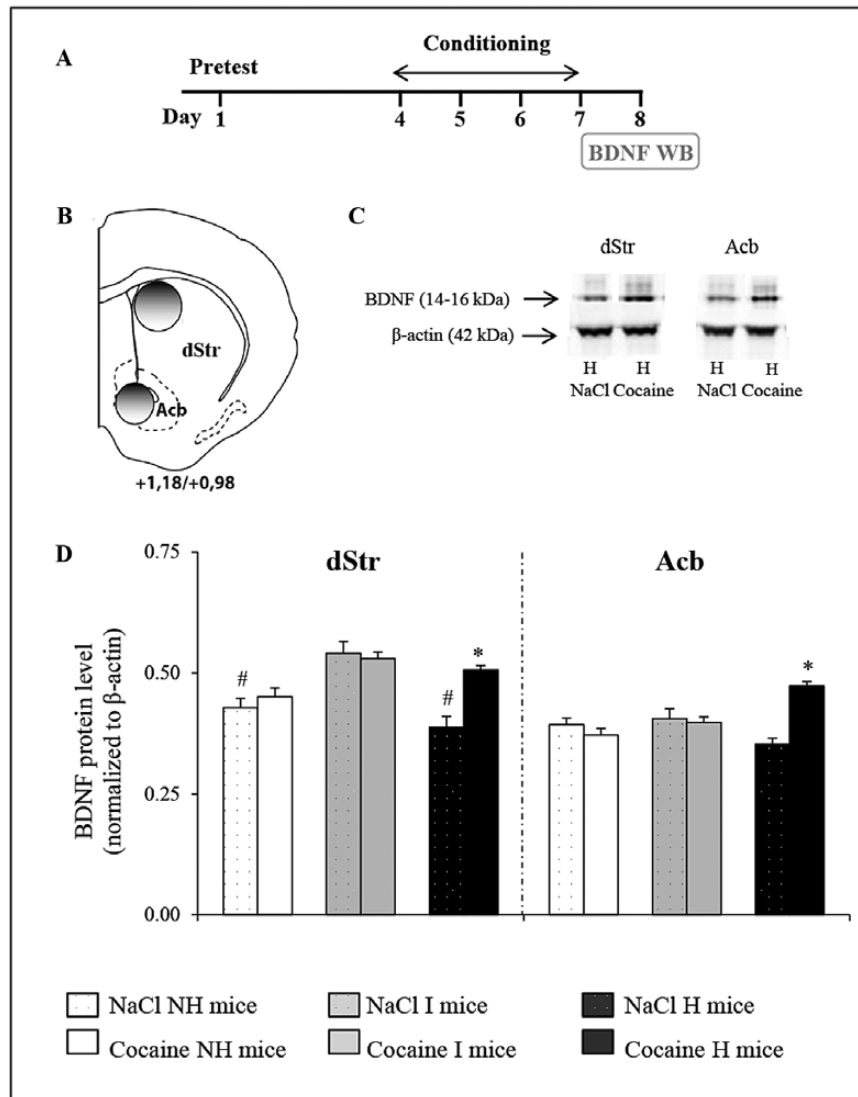 A
Conditioning
Pretest
Day 1 4 5 6 7 8
BDNF WB
B
dStr
Acb
+1,18/+0,98
C
dStr Acb
BDNF (14-16 kDa)
β-actin (42 kDa)
H H H H
NaCl Cocaine NaCl Cocaine
D
dStr Acb
BDNF protein level
(normalized to β-actin)
0.75
0.50
0.25
0.00
# # * *
NaCl NH mice NaCl I mice NaCl H mice
Cocaine NH mice Cocaine I mice Cocaine H mice